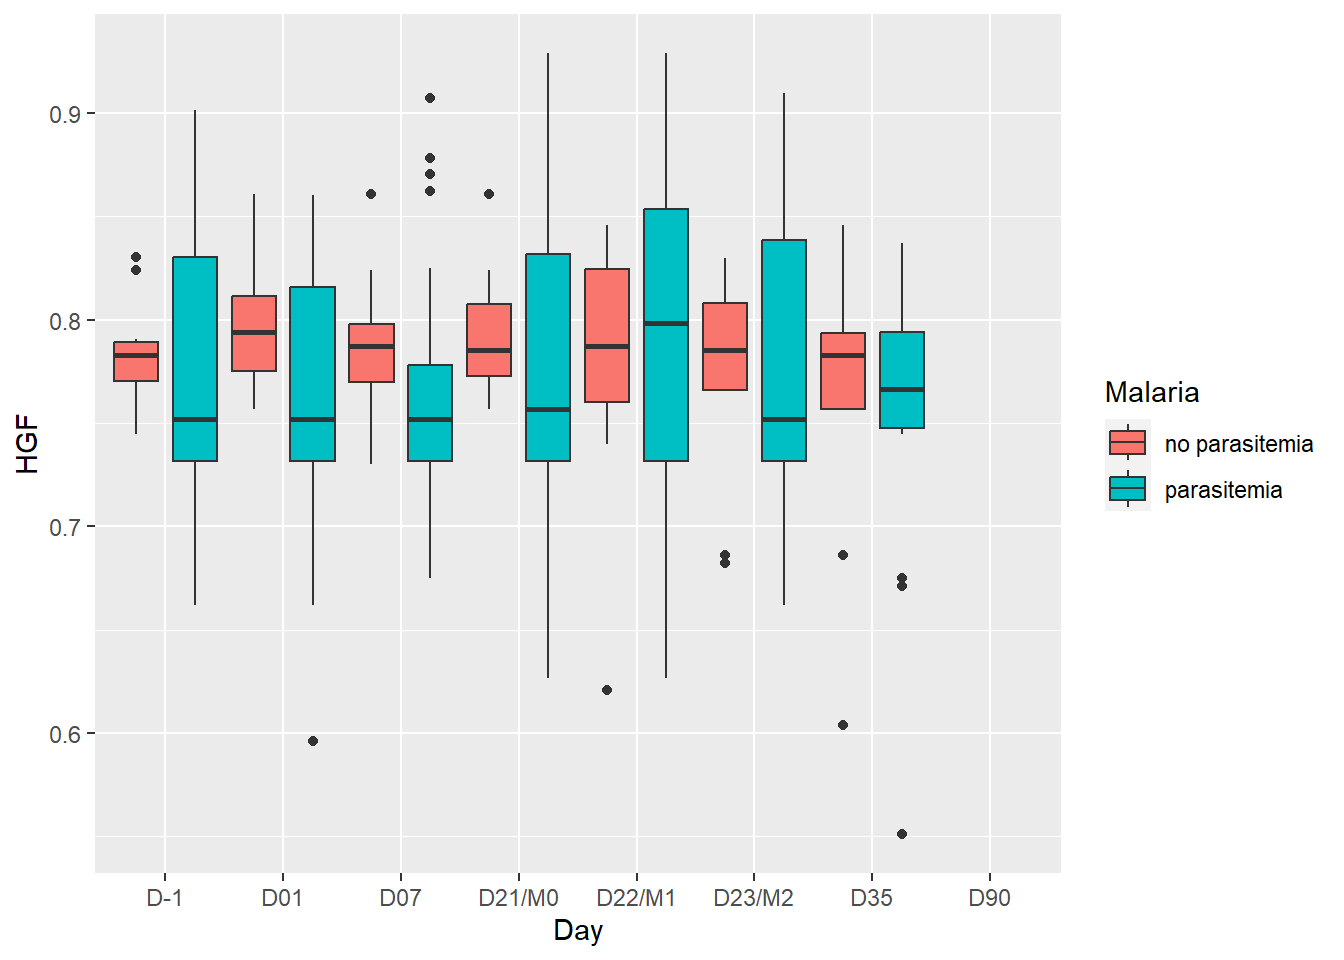 HGF
0.9
0.8
0.7
0.6
D-1 D01 D07 D21/M0 D22/M1 D23/M2 D35 D90
Day
Malaria
no parasitemia
parasitemia